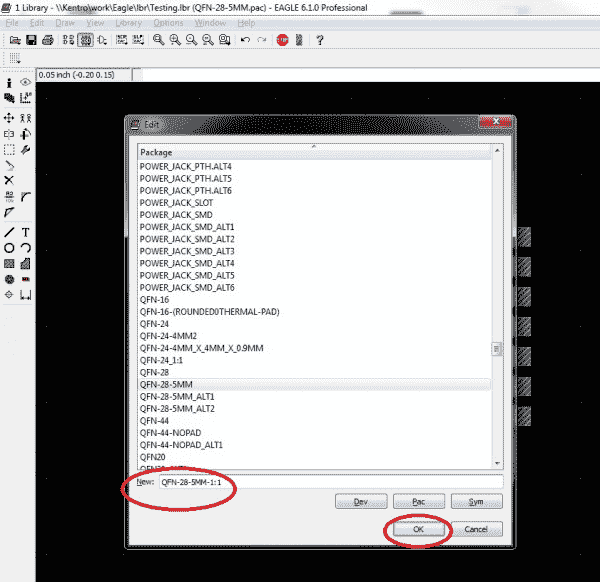 1 Library - \\Kentro\work\Eagle\lbr\Testing.lbr (QFN-28-5MM.pac) - EAGLE 6.1.0 Professional
File Edit Draw View Library Options Window Help
0.05 inch (-0.20 0.15)
Edit
Package
POWER_JACK_PTH.ALT4
POWER_JACK_PTH.ALT5
POWER_JACK_PTH.ALT6
POWER_JACK_SLOT
POWER_JACK_SMD
POWER_JACK_SMD_ALT1
POWER_JACK_SMD_ALT2
POWER_JACK_SMD_ALT3
POWER_JACK_SMD_ALT4
POWER_JACK_SMD_ALT5
POWER_JACK_SMD_ALT6
QFN-16
QFN-16-(ROUNDED0THERMAL-PAD)
QFN-24
QFN-24-4MM2
QFN-24-4MM_X_4MM_X_0.9MM
QFN-24_1:1
QFN-28
QFN-28-5MM
QFN-28-5MM_ALT1
QFN-28-5MM_ALT2
QFN-44
QFN-44-NOPAD
QFN-44-NOPAD_ALT1
QFN20
New: QFN-28-5MM-1:1
Dev Pac Sym
OK Cancel